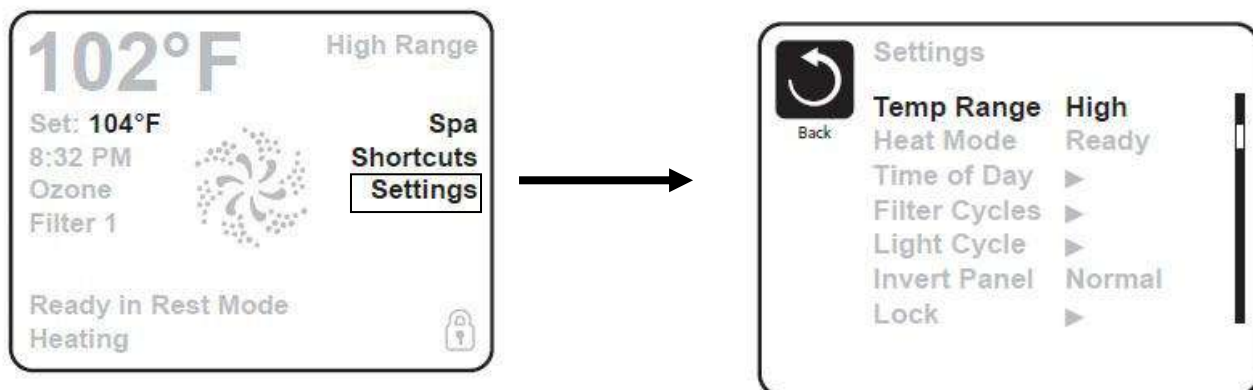 102°F High Range
Set: 104°F Spa
8:32 PM Shortcuts
Ozone Settings
Filter 1
Ready in Rest Mode
Heating
Settings
Back
Temp Range High
Heat Mode Ready
Time of Day ▶
Filter Cycles ▶
Light Cycle ▶
Invert Panel Normal
Lock ▶